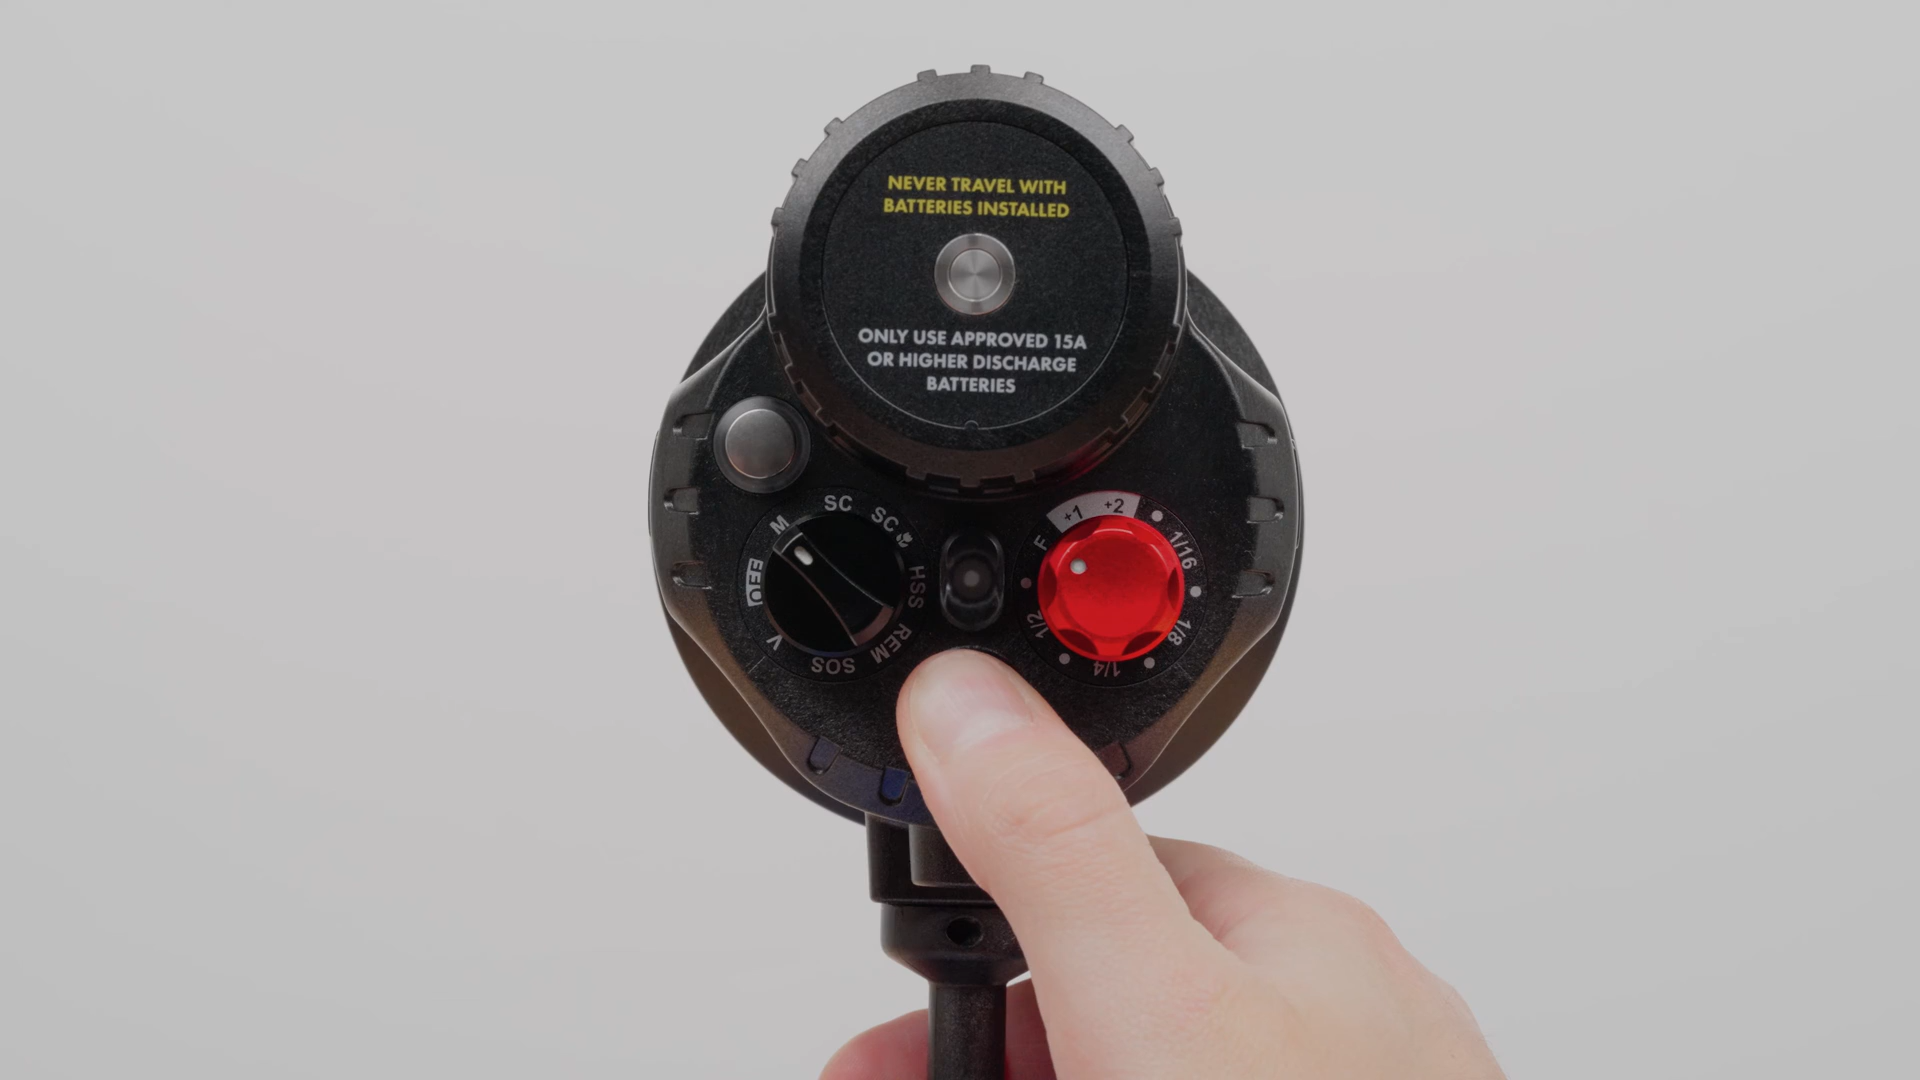 NEVER TRAVEL WITH
BATTERIES INSTALLED
ONLY USE APPROVED 15A
OR HIGHER DISCHARGE
BATTERIES
OFF
M
SC
SC
HSS
REM
SOS
V
F
+1
+2
1/16
1/8
1/4
1/2